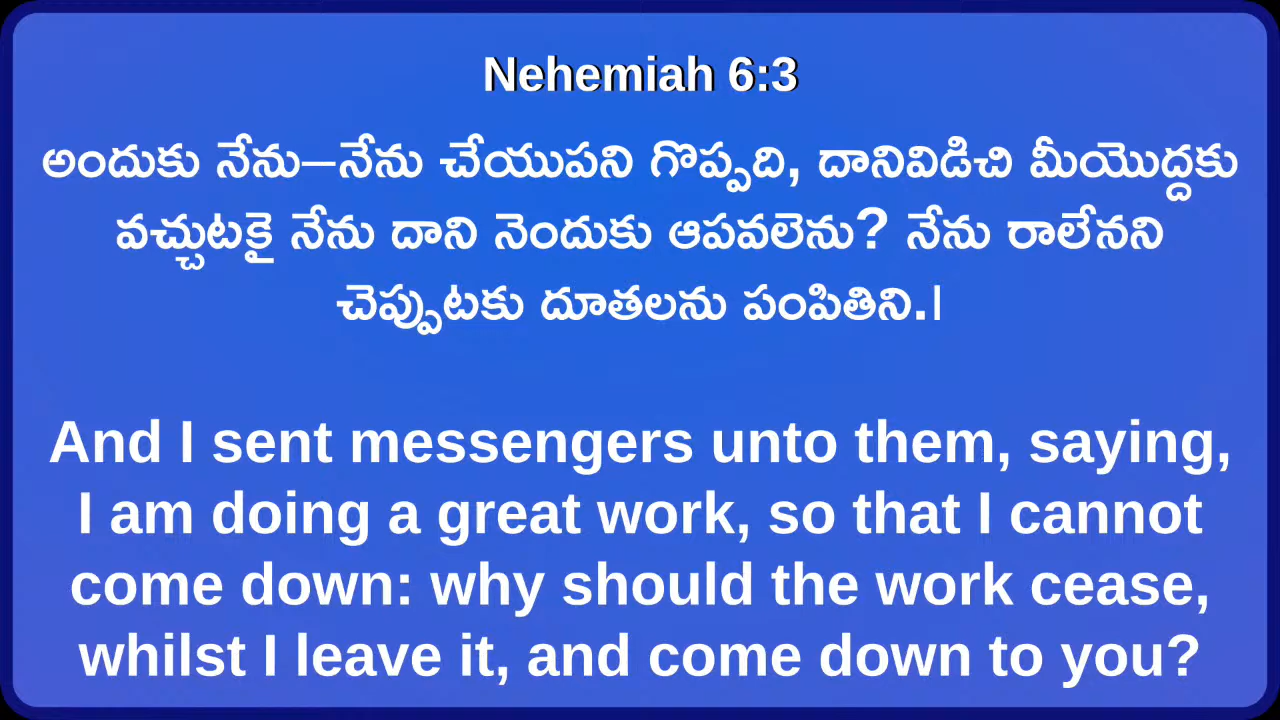 Nehemiah 6:3
అందుకు నేను–నేను చేయుపని గొప్పది, దానివిడిచి మీయొద్దకు
వచ్చుటకై నేను దాని నెందుకు ఆపవలెను? నేను రాలేనని
చెప్పుటకు దూతలను పంపితిని.|
And I sent messengers unto them, saying,
I am doing a great work, so that I cannot
come down: why should the work cease,
whilst I leave it, and come down to you?